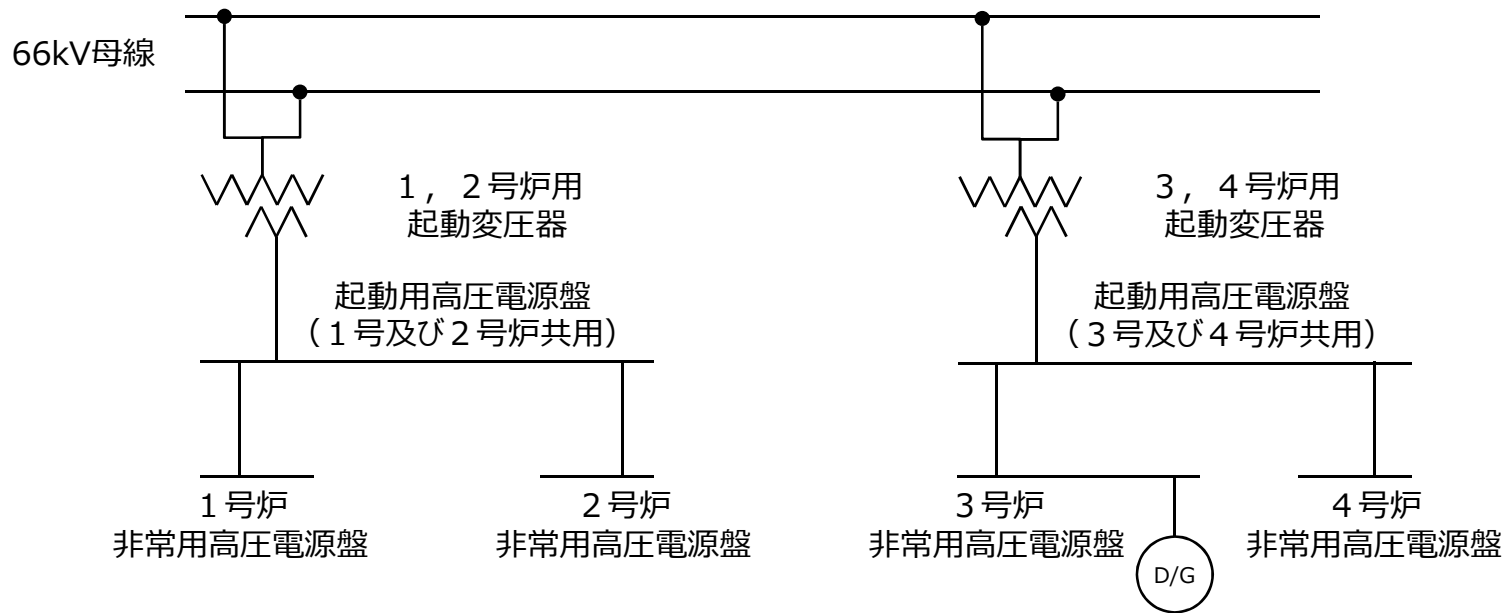 66kV母線
１，２号炉用
起動変圧器
３，４号炉用
起動変圧器
起動用高圧電源盤
（１号及び２号炉共用）
起動用高圧電源盤
（３号及び４号炉共用）
１号炉
非常用高圧電源盤
２号炉
非常用高圧電源盤
３号炉
非常用高圧電源盤
４号炉
非常用高圧電源盤
D/G